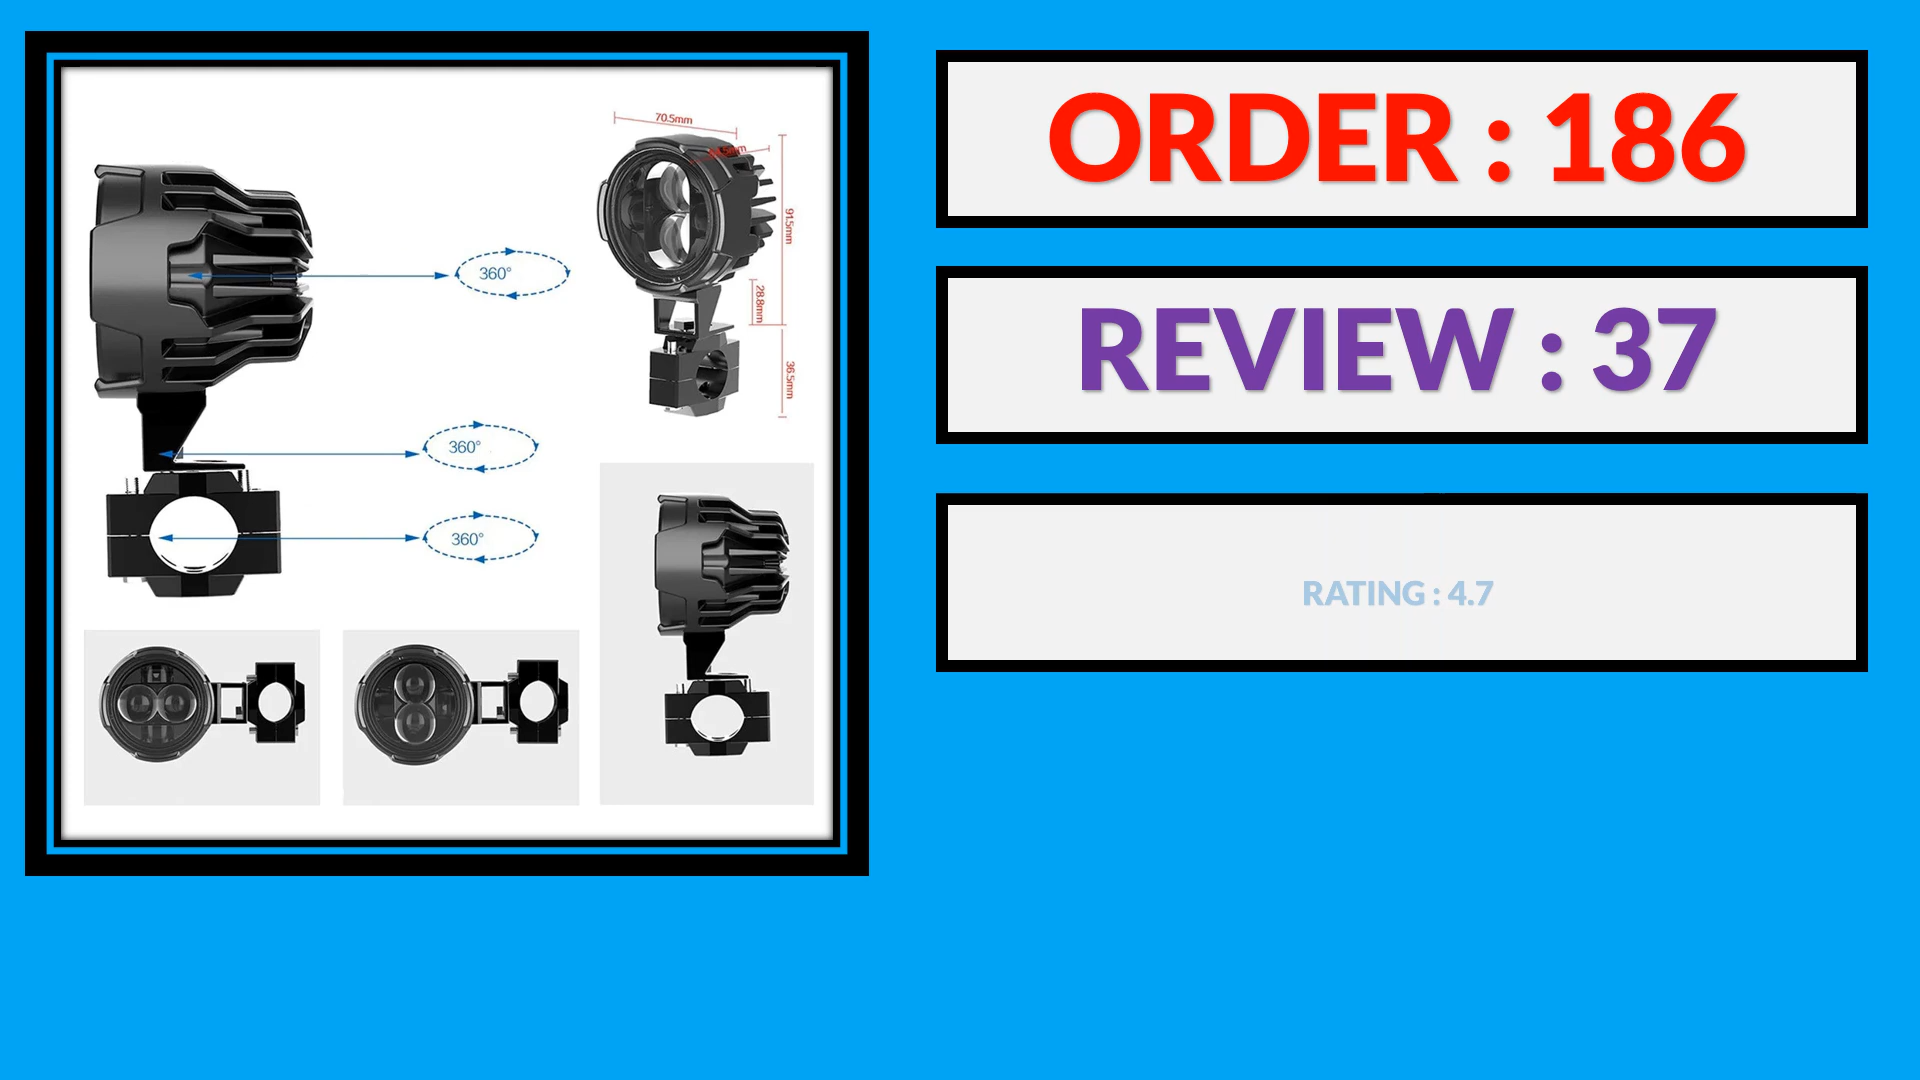 70.5mm
91.5mm
28.8mm
36.5mm
360°
360°
360°
ORDER : 186
REVIEW : 37
RATING : 4.7